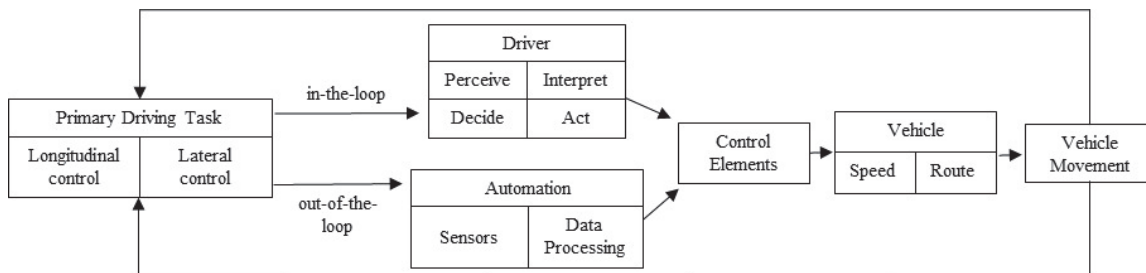 Primary Driving Task
Longitudinal
control
Lateral
control
in-the-loop
out-of-the-
loop
Driver
Perceive
Interpret
Decide
Act
Automation
Sensors
Data
Processing
Control
Elements
Vehicle
Speed
Route
Vehicle
Movement